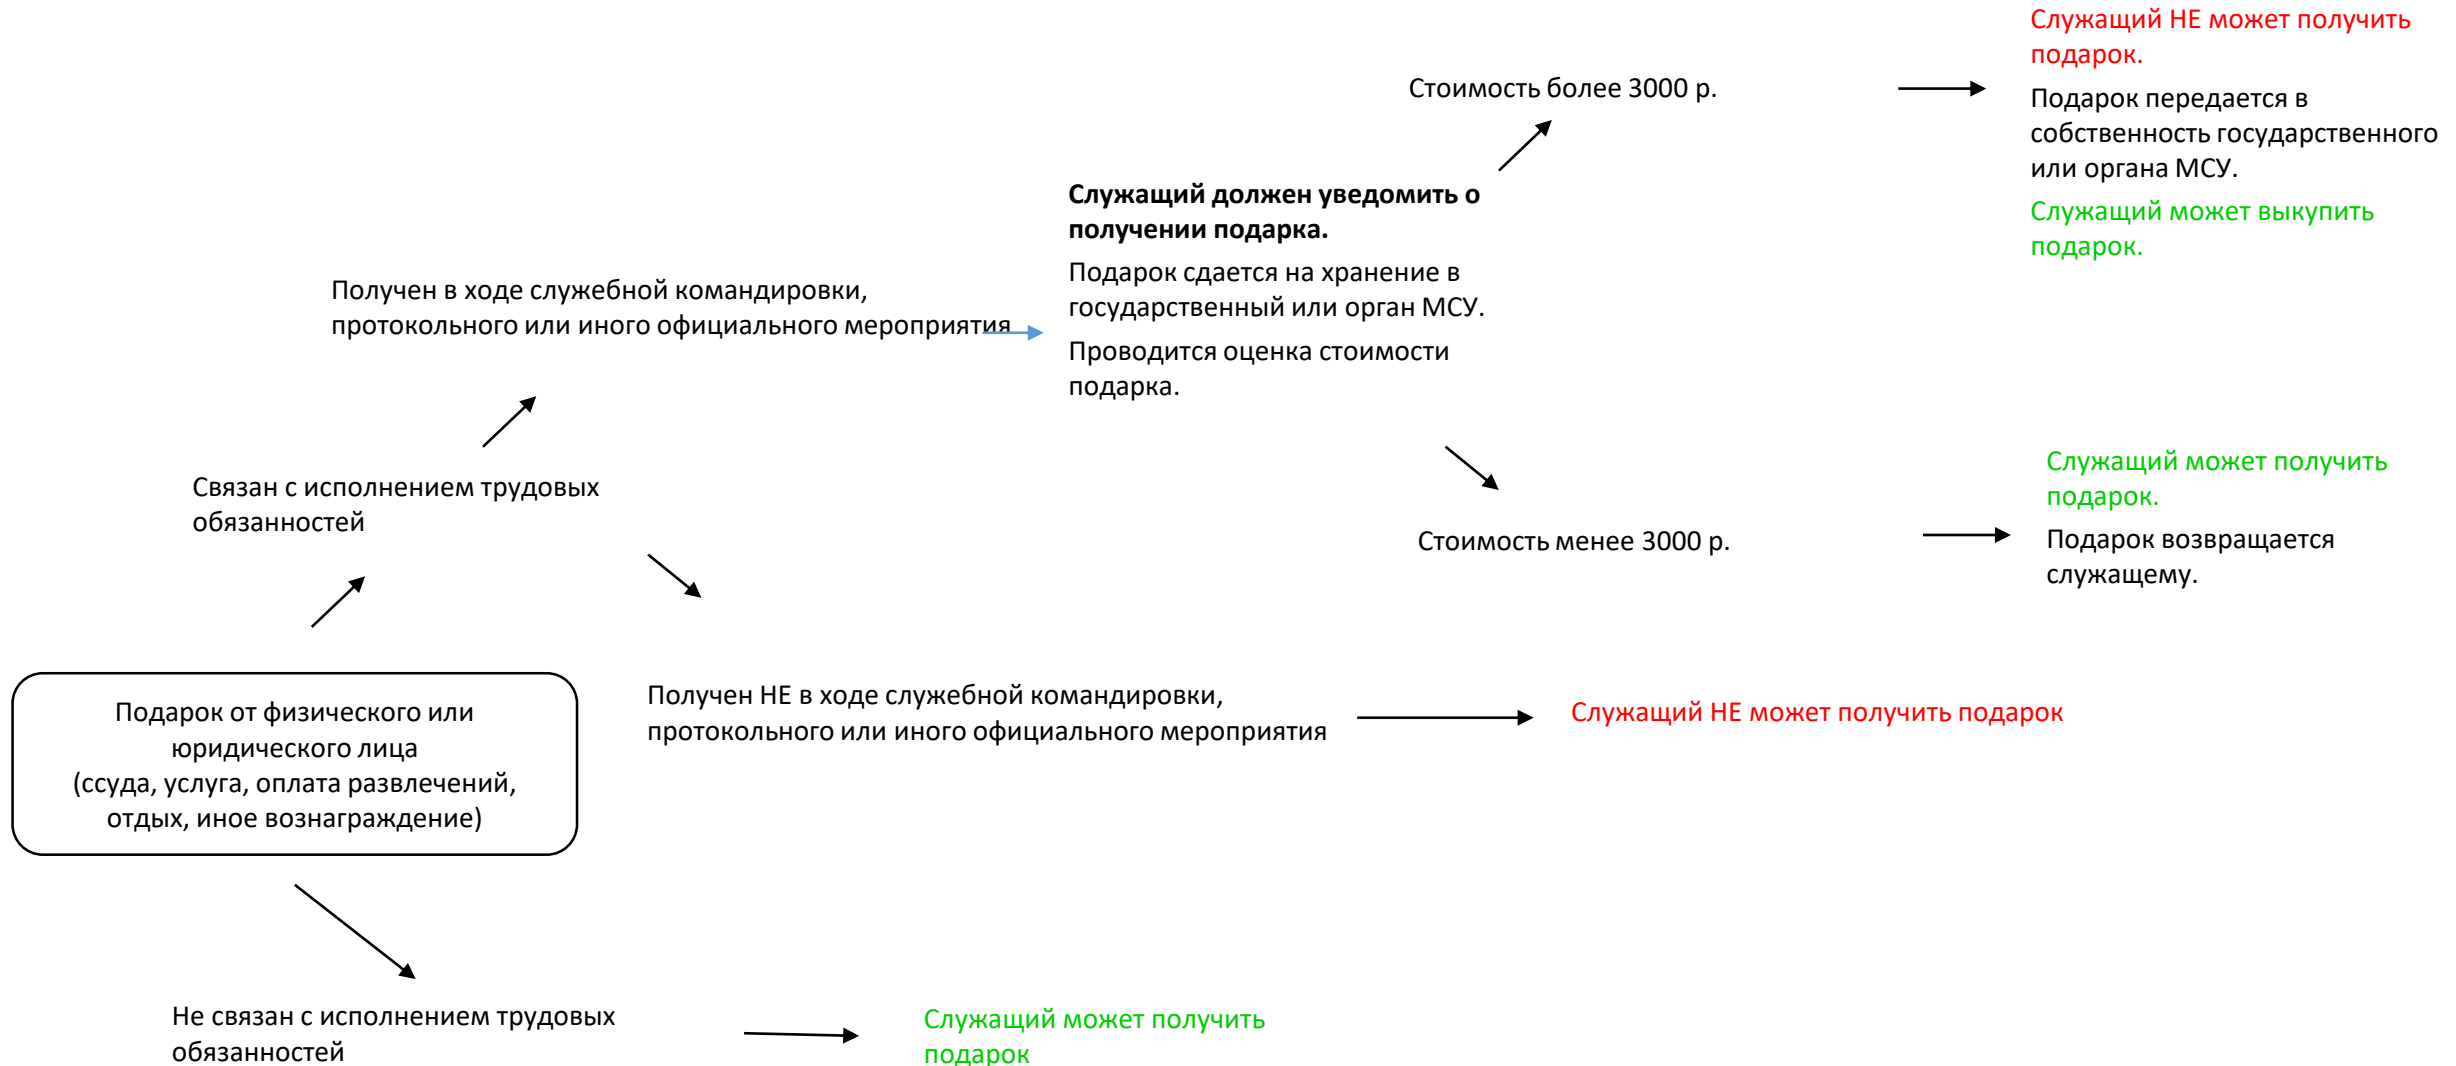 Служащий НЕ может получить
подарок.
Подарок передается в
собственность государственного
или органа МСУ.
Служащий может выкупить
подарок.
Стоимость более 3000 р.
Служащий должен уведомить о
получении подарка.
Подарок сдается на хранение в
государственный или орган МСУ.
Проводится оценка стоимости
подарка.
Получен в ходе служебной командировки,
протокольного или иного официального мероприятия
Связан с исполнением трудовых
обязанностей
Стоимость менее 3000 р.
Служащий может получить
подарок.
Подарок возвращается
служащему.
Подарок от физического или
юридического лица
(ссуда, услуга, оплата развлечений,
отдых, иное вознаграждение)
Получен НЕ в ходе служебной командировки,
протокольного или иного официального мероприятия
Служащий НЕ может получить подарок
Не связан с исполнением трудовых
обязанностей
Служащий может получить
подарок